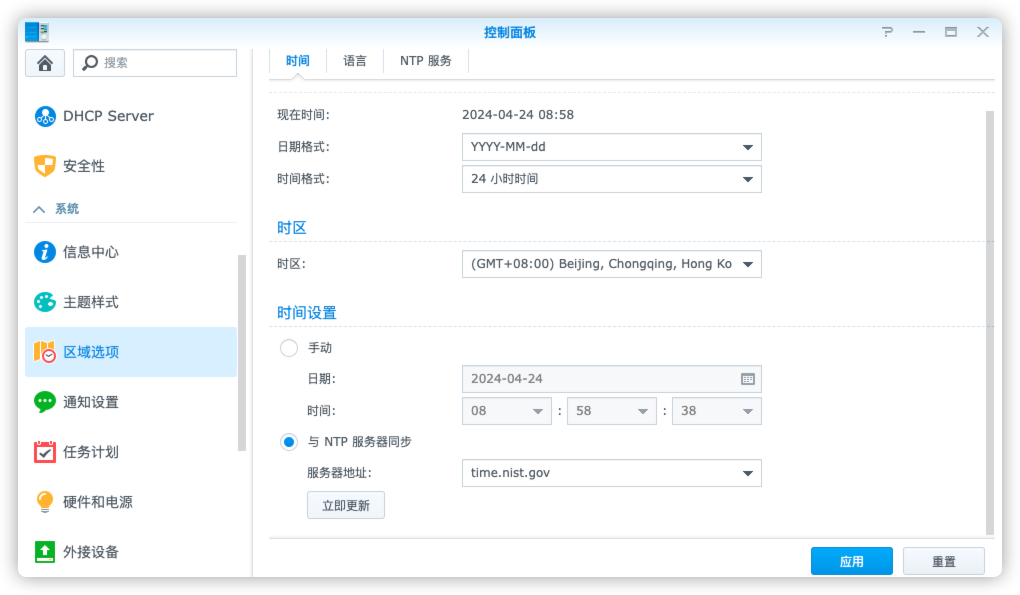 控制面板
搜索
DHCP Server
安全性
系统
信息中心
主题样式
区域选项
通知设置
任务计划
硬件和电源
外接设备
时间 语言 NTP 服务
现在时间: 2024-04-24 08:58
日期格式: YYYY-MM-dd
时间格式: 24 小时时间
时区
时区: (GMT+08:00) Beijing, Chongqing, Hong Ko
时间设置
手动
日期: 2024-04-24
时间: 08 : 58 : 38
与 NTP 服务器同步
服务器地址: time.nist.gov
立即更新
应用 重置